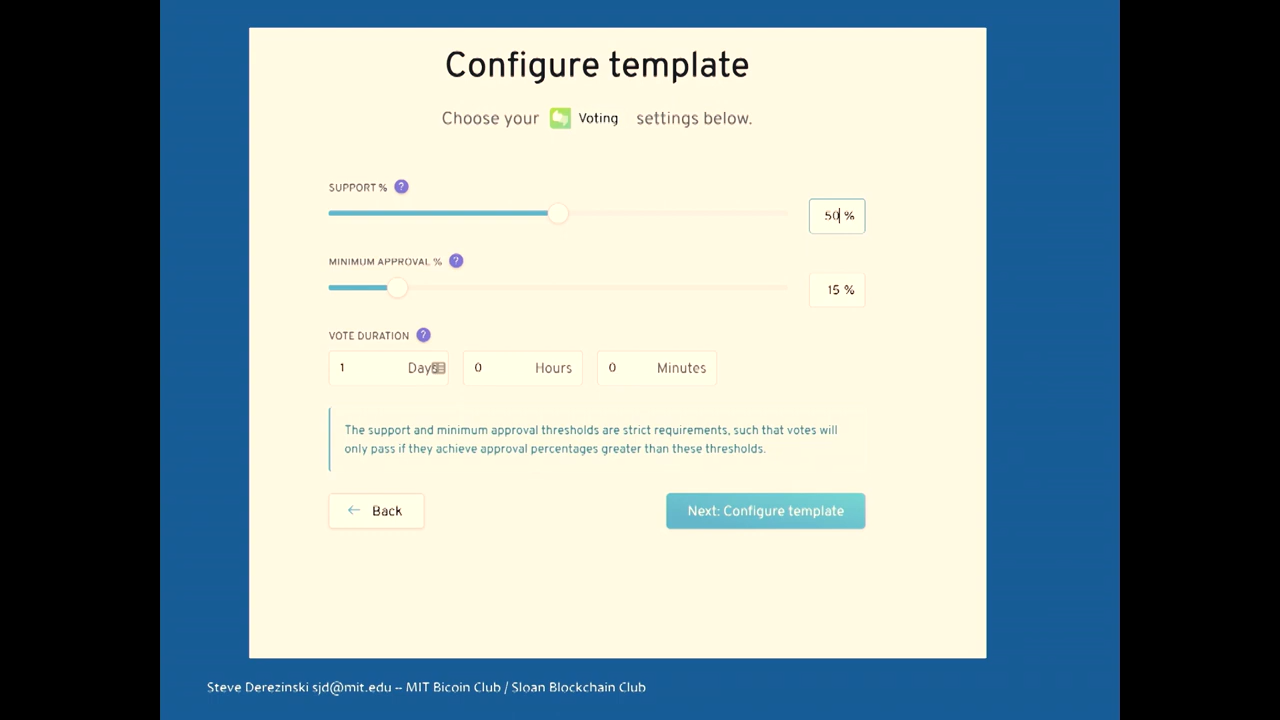 Configure template
Choose your Voting settings below.
SUPPORT % ?
50 %
MINIMUM APPROVAL % ?
15 %
VOTE DURATION ?
1 Days 0 Hours 0 Minutes
The support and minimum approval thresholds are strict requirements, such that votes will
only pass if they achieve approval percentages greater than these thresholds.
← Back Next: Configure template
Steve Derezinski sjd@mit.edu -- MIT Bicoin Club / Sloan Blockchain Club